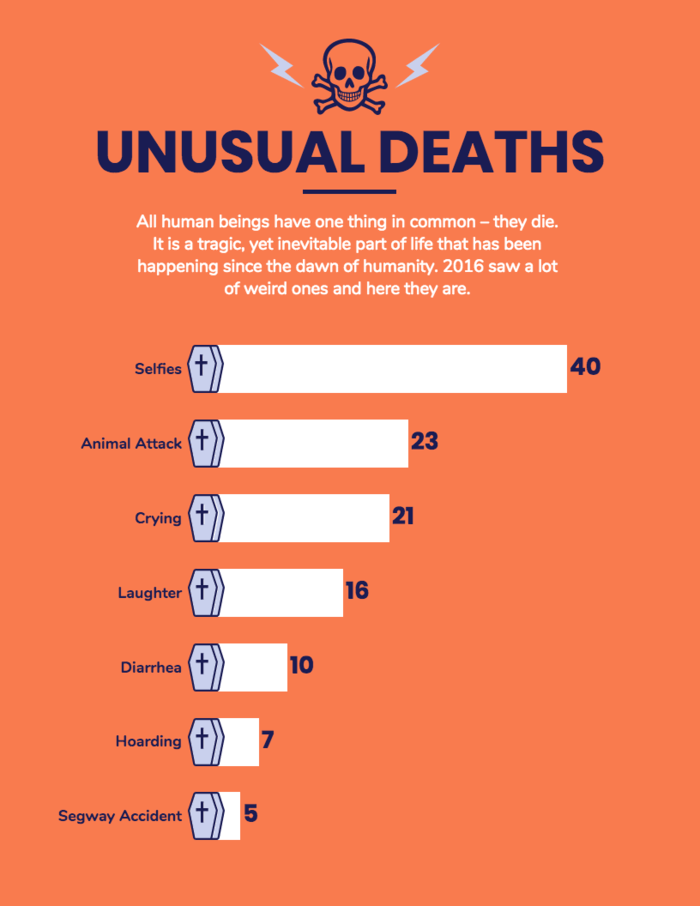 UNUSUAL DEATHS
All human beings have one thing in common – they die.
It is a tragic, yet inevitable part of life that has been
happening since the dawn of humanity. 2016 saw a lot
of weird ones and here they are.
Selfies 40
Animal Attack 23
Crying 21
Laughter 16
Diarrhea 10
Hoarding 7
Segway Accident 5